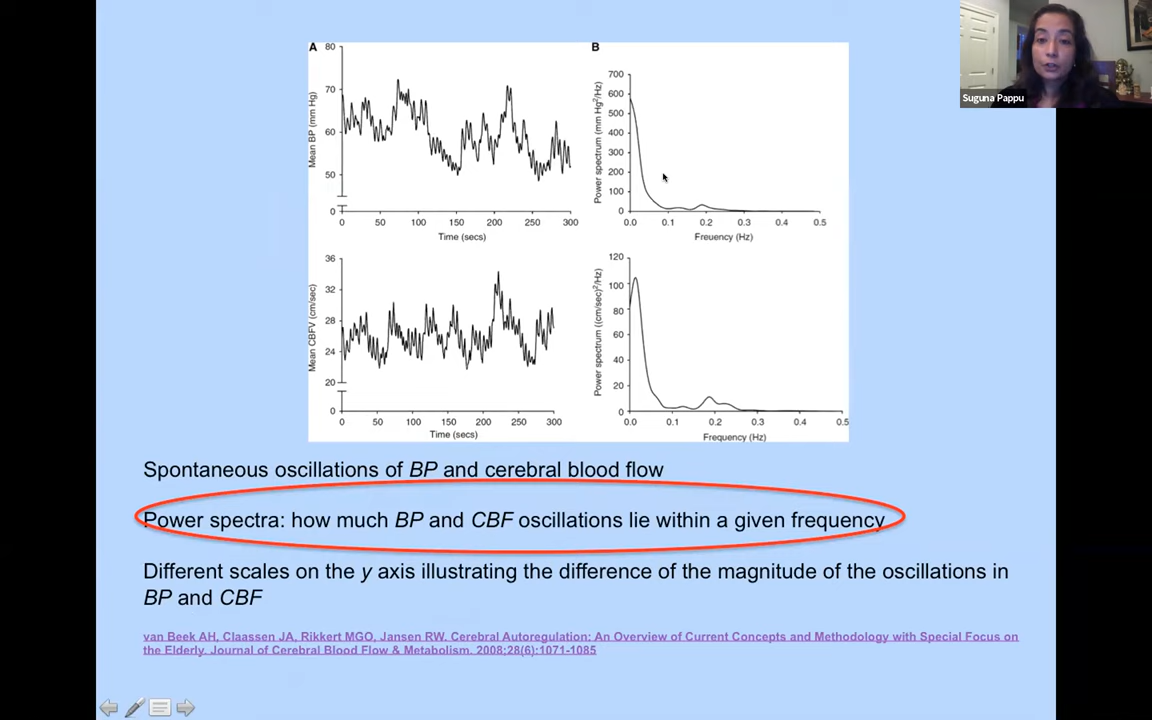 Suguna Pappu
A
80
70
60
50
0
Mean BP (mm Hg)
0 50 100 150 200 250 300
Time (secs)
B
700
600
500
400
300
200
100
0
Power spectrum (mm Hg²/Hz)
0.0 0.1 0.2 0.3 0.4 0.5
Freuency (Hz)
36
32
28
24
20
0
Mean CBFV (cm/sec)
0 50 100 150 200 250 300
Time (secs)
120
100
80
60
40
20
0
Power spectrum ((cm/sec)²/Hz)
0.0 0.1 0.2 0.3 0.4 0.5
Frequency (Hz)
Spontaneous oscillations of BP and cerebral blood flow
Power spectra: how much BP and CBF oscillations lie within a given frequency
Different scales on the y axis illustrating the difference of the magnitude of the oscillations in
BP and CBF
van Beek AH, Claassen JA, Rikkert MGO, Jansen RW. Cerebral Autoregulation: An Overview of Current Concepts and Methodology with Special Focus on
the Elderly. Journal of Cerebral Blood Flow & Metabolism. 2008;28(6):1071-1085